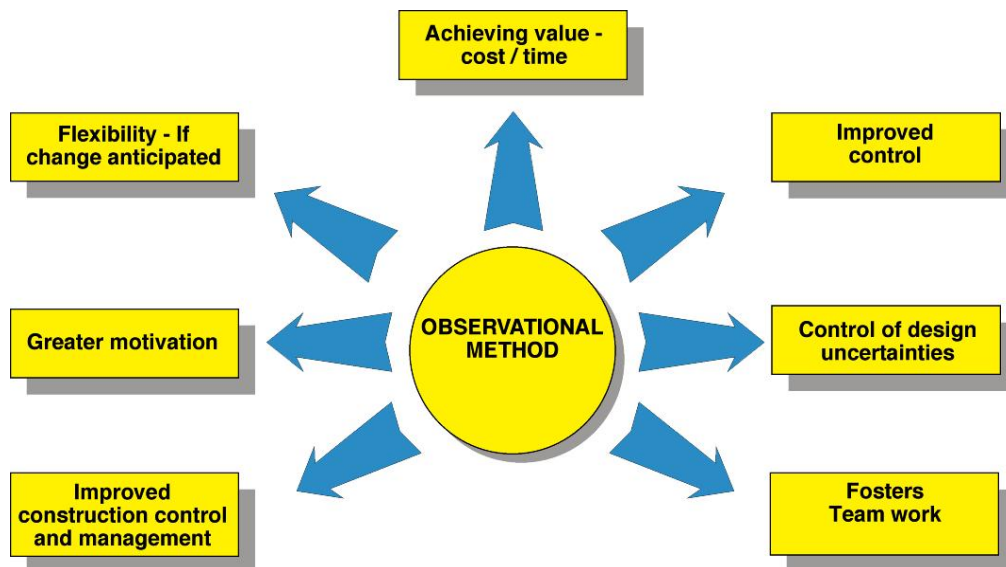 Achieving value -
cost / time
Flexibility - If
change anticipated
Improved
control
Greater motivation
OBSERVATIONAL
METHOD
Control of design
uncertainties
Improved
construction control
and management
Fosters
Team work